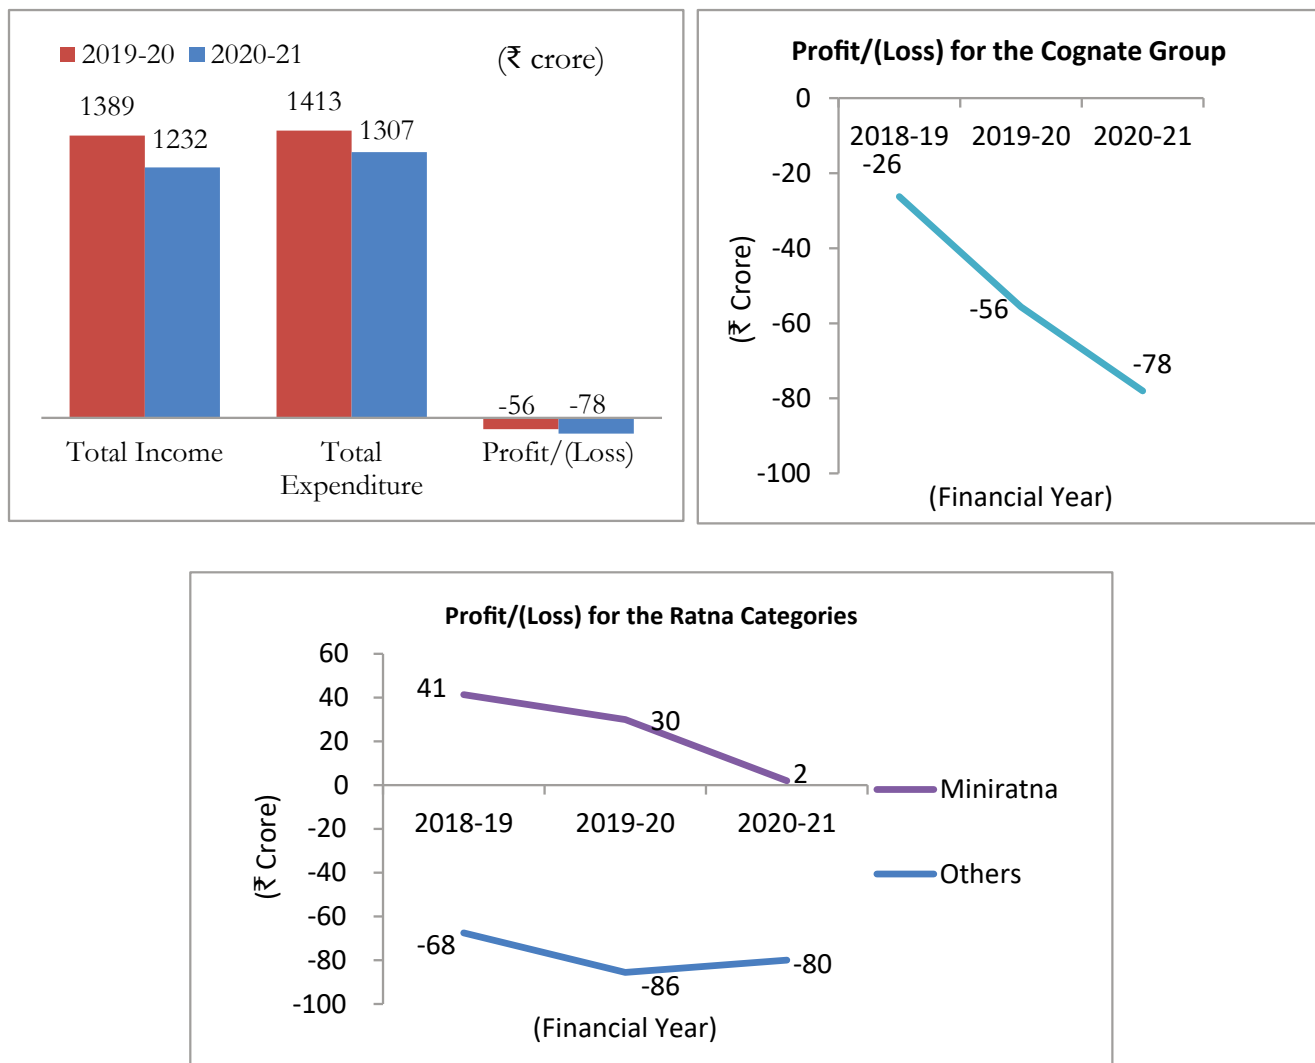 2019-20 2020-21 (₹ crore)
1389
1232
1413
1307
-56 -78
Total Income
Total
Expenditure
Profit/(Loss)
Profit/(Loss) for the Cognate Group
0
-20
-40
-60
-80
-100
2018-19 2019-20 2020-21
-26
-56
-78
(₹ Crore)
(Financial Year)
Profit/(Loss) for the Ratna Categories
60
40
20
0
-20
-40
-60
-80
-100
41
30
2
2018-19 2019-20 2020-21
-68
-86
-80
(₹ Crore)
(Financial Year)
Miniratna
Others